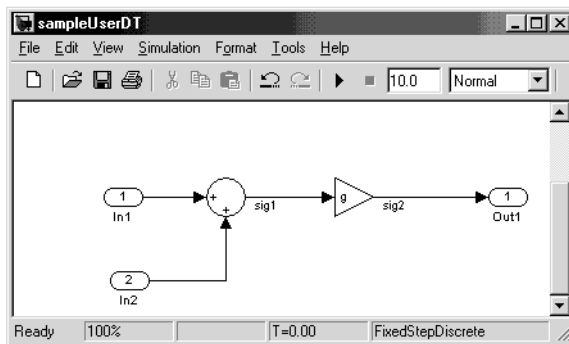 sampleUserDT
File Edit View Simulation Format Tools Help
10.0 Normal
1
In1
+
+
sig1
g
sig2
1
Out1
2
In2
Ready 100% T=0.00 FixedStepDiscrete